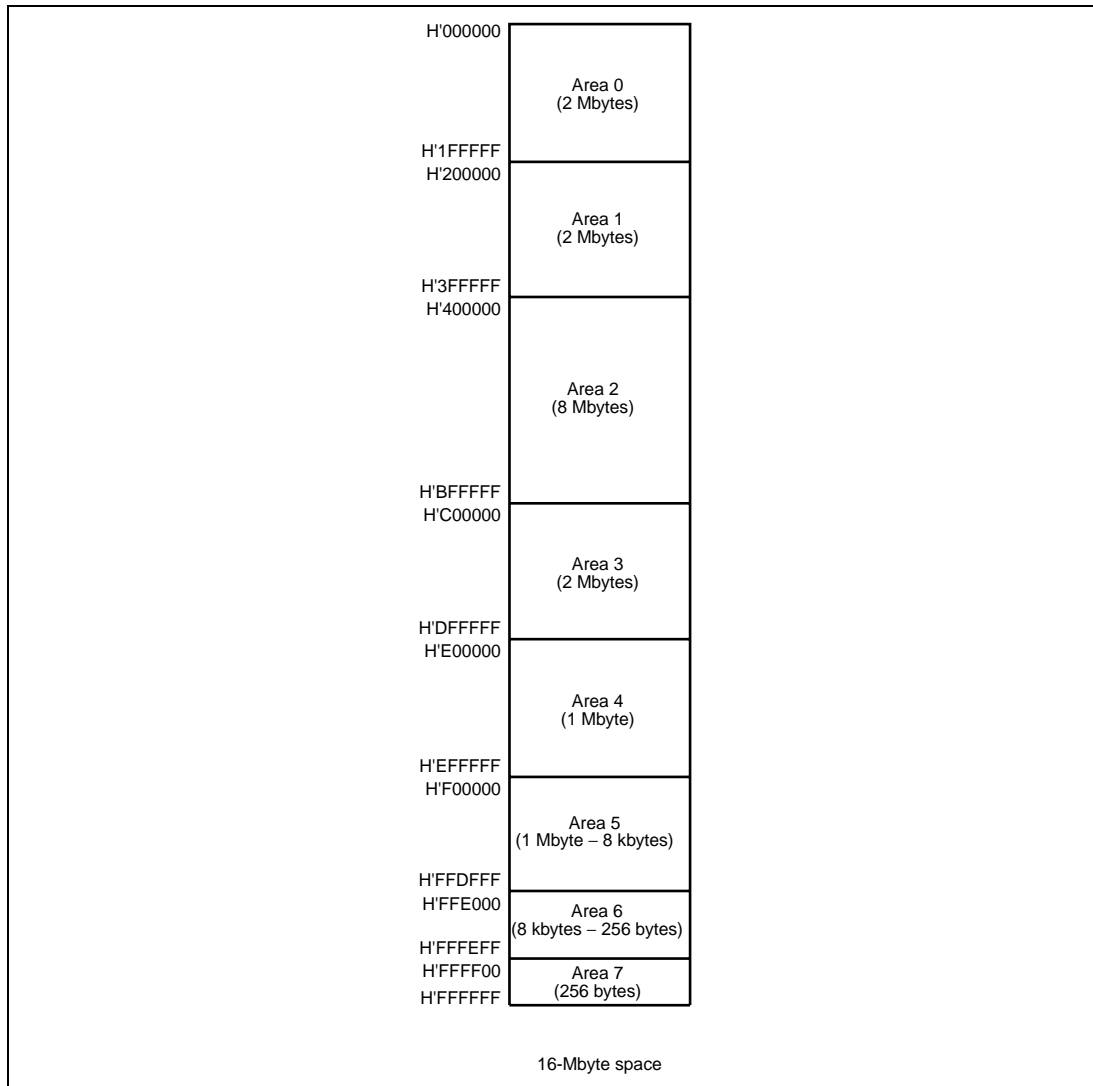 H'000000
Area 0
(2 Mbytes)
H'1FFFFF
H'200000
Area 1
(2 Mbytes)
H'3FFFFF
H'400000
Area 2
(8 Mbytes)
H'BFFFFF
H'C00000
Area 3
(2 Mbytes)
H'DFFFFF
H'E00000
Area 4
(1 Mbyte)
H'EFFFFF
H'F00000
Area 5
(1 Mbyte – 8 kbytes)
H'FFDFFF
H'FFE000
Area 6
(8 kbytes – 256 bytes)
H'FFFEFF
H'FFFF00
Area 7
(256 bytes)
H'FFFFFF
16-Mbyte space